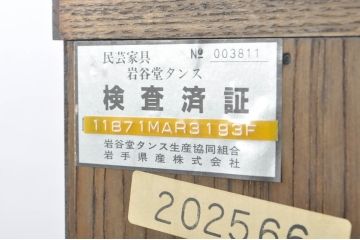 民芸家具 № 003811
岩谷堂タンス
検査済証
11871MAR3193F
岩谷堂タンス生産協同組合
岩手県産株式会社
202566